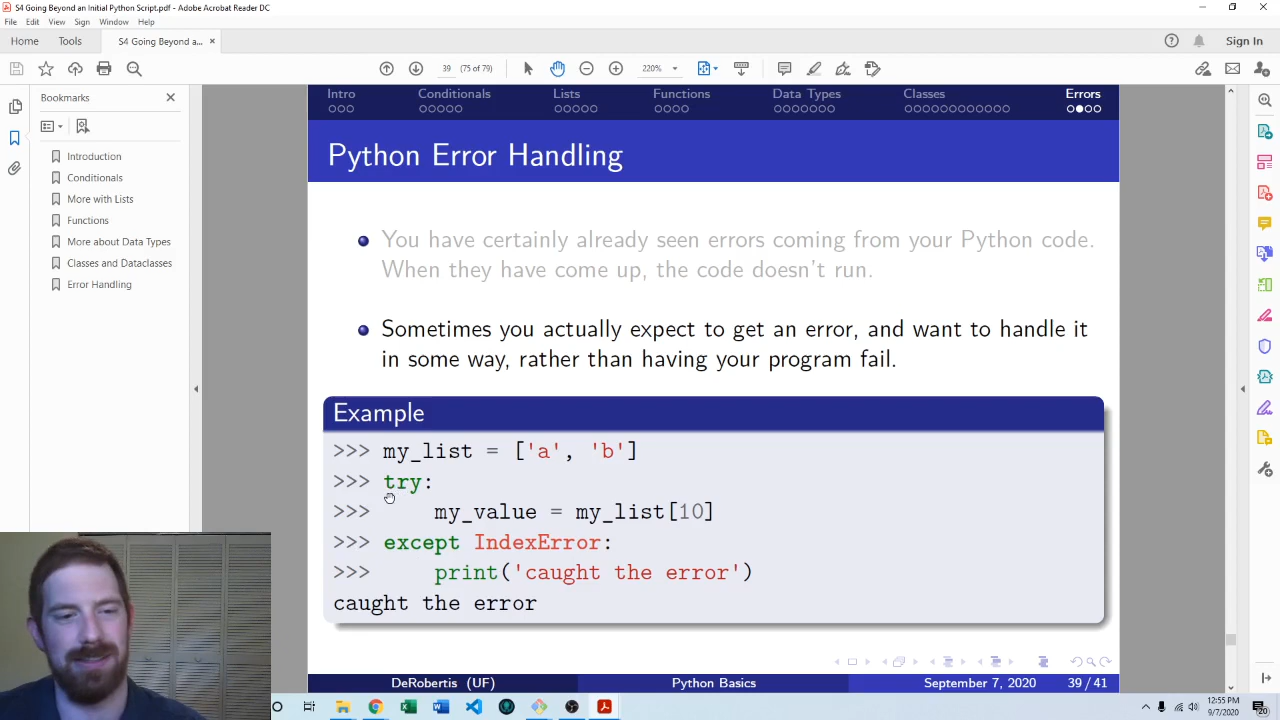 S4 Going Beyond an Initial Python Script.pdf - Adobe Acrobat Reader DC
File Edit View Sign Window Help
Home Tools S4 Going Beyond a... × Sign In
39 (75 of 79) 220%
Bookmarks
Introduction
Conditionals
More with Lists
Functions
More about Data Types
Classes and Dataclasses
Error Handling
Intro Conditionals Lists Functions Data Types Classes Errors
Python Error Handling
You have certainly already seen errors coming from your Python code.
When they have come up, the code doesn't run.
Sometimes you actually expect to get an error, and want to handle it
in some way, rather than having your program fail.
Example
>>> my_list = ['a', 'b']
>>> try:
>>>     my_value = my_list[10]
>>> except IndexError:
>>>     print('caught the error')
caught the error
DeRobertis (UF) Python Basics September 7, 2020 39 / 41
12:55 PM
9/7/2020
20